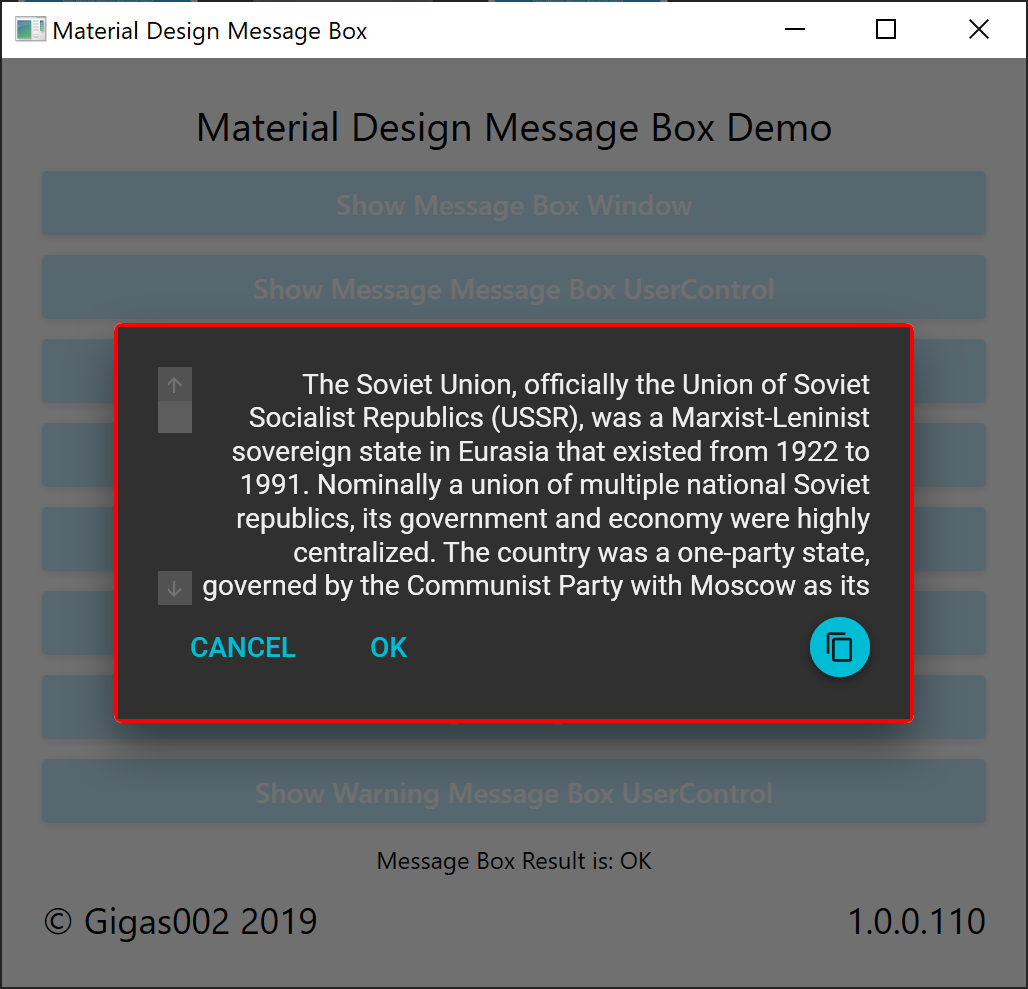 Material Design Message Box
Material Design Message Box Demo
Show Message Box Window
Show Message Message Box UserControl
The Soviet Union, officially the Union of Soviet
Socialist Republics (USSR), was a Marxist-Leninist
sovereign state in Eurasia that existed from 1922 to
1991. Nominally a union of multiple national Soviet
republics, its government and economy were highly
centralized. The country was a one-party state,
governed by the Communist Party with Moscow as its
CANCEL OK
Show Warning Message Box UserControl
Message Box Result is: OK
© Gigas002 2019 1.0.0.110